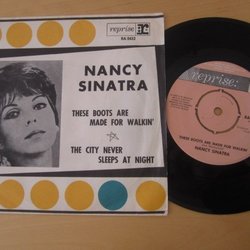 reprise
RA 0432
NANCY
SINATRA
THESE BOOTS ARE
MADE FOR WALKIN'
THE CITY NEVER
SLEEPS AT NIGHT
reprise:
THESE BOOTS ARE MADE FOR WALKIN'
NANCY SINATRA